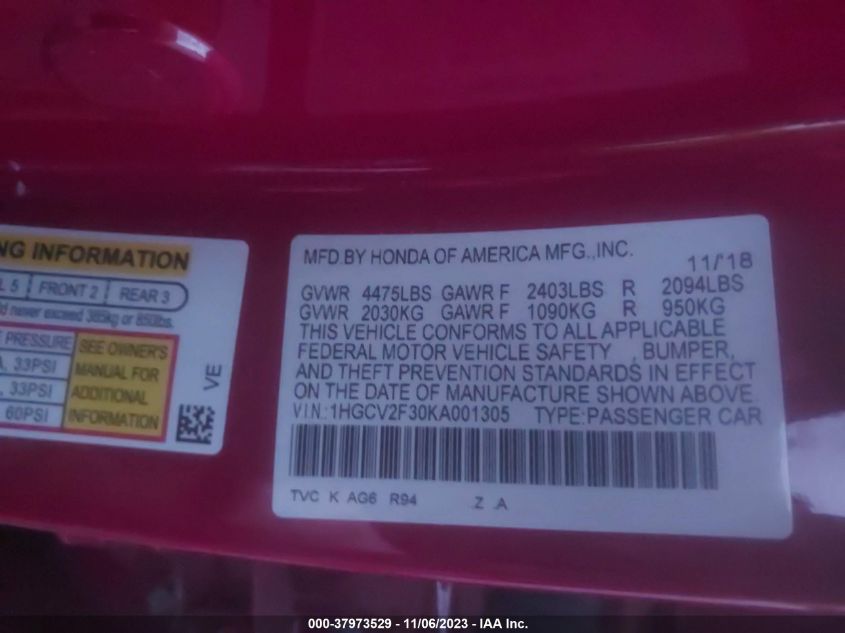 NG INFORMATION
L 5 FRONT 2 REAR 3
d never exceed 385kg or 850lbs.
E PRESSURE
A, 33PSI
, 33PSI
60PSI
SEE OWNER'S
MANUAL FOR
ADDITIONAL
INFORMATION
VE
MFD.BY HONDA OF AMERICA MFG.,INC.
11/'18
GVWR 4475LBS GAWR F 2403LBS R 2094LBS
GVWR 2030KG GAWR F 1090KG R 950KG
THIS VEHICLE CONFORMS TO ALL APPLICABLE
FEDERAL MOTOR VEHICLE SAFETY , BUMPER,
AND THEFT PREVENTION STANDARDS IN EFFECT
ON THE DATE OF MANUFACTURE SHOWN ABOVE.
VIN:1HGCV2F30KA001305 TYPE:PASSENGER CAR
TVC K AG6 R94 .Z .A
000-37973529 - 11/06/2023 - IAA Inc.